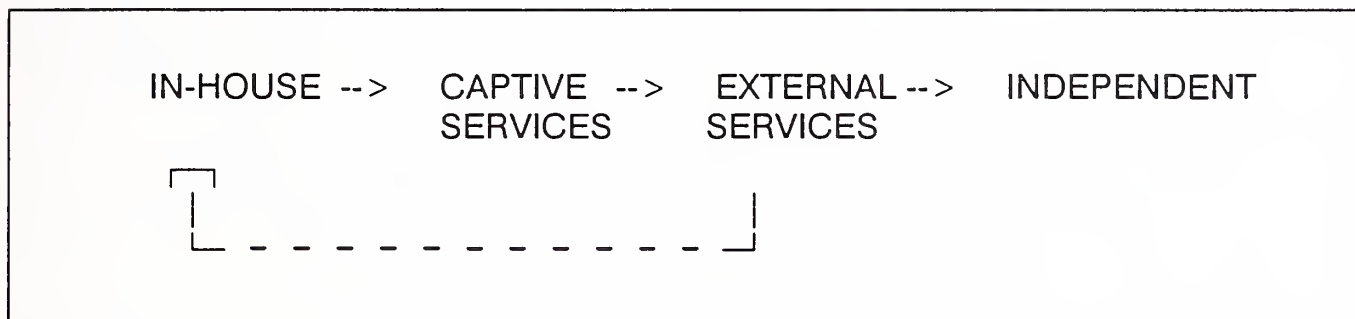 IN-HOUSE --> CAPTIVE --> EXTERNAL --> INDEPENDENT
SERVICES SERVICES